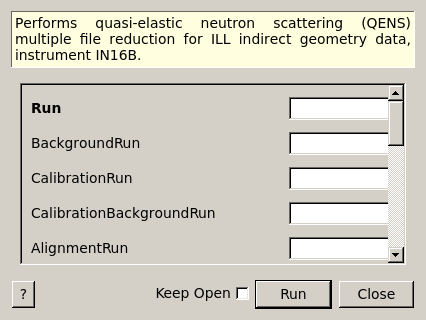 Performs quasi-elastic neutron scattering (QENS)
multiple file reduction for ILL indirect geometry data,
instrument IN16B.
Run
BackgroundRun
CalibrationRun
CalibrationBackgroundRun
AlignmentRun
? Keep Open Run Close